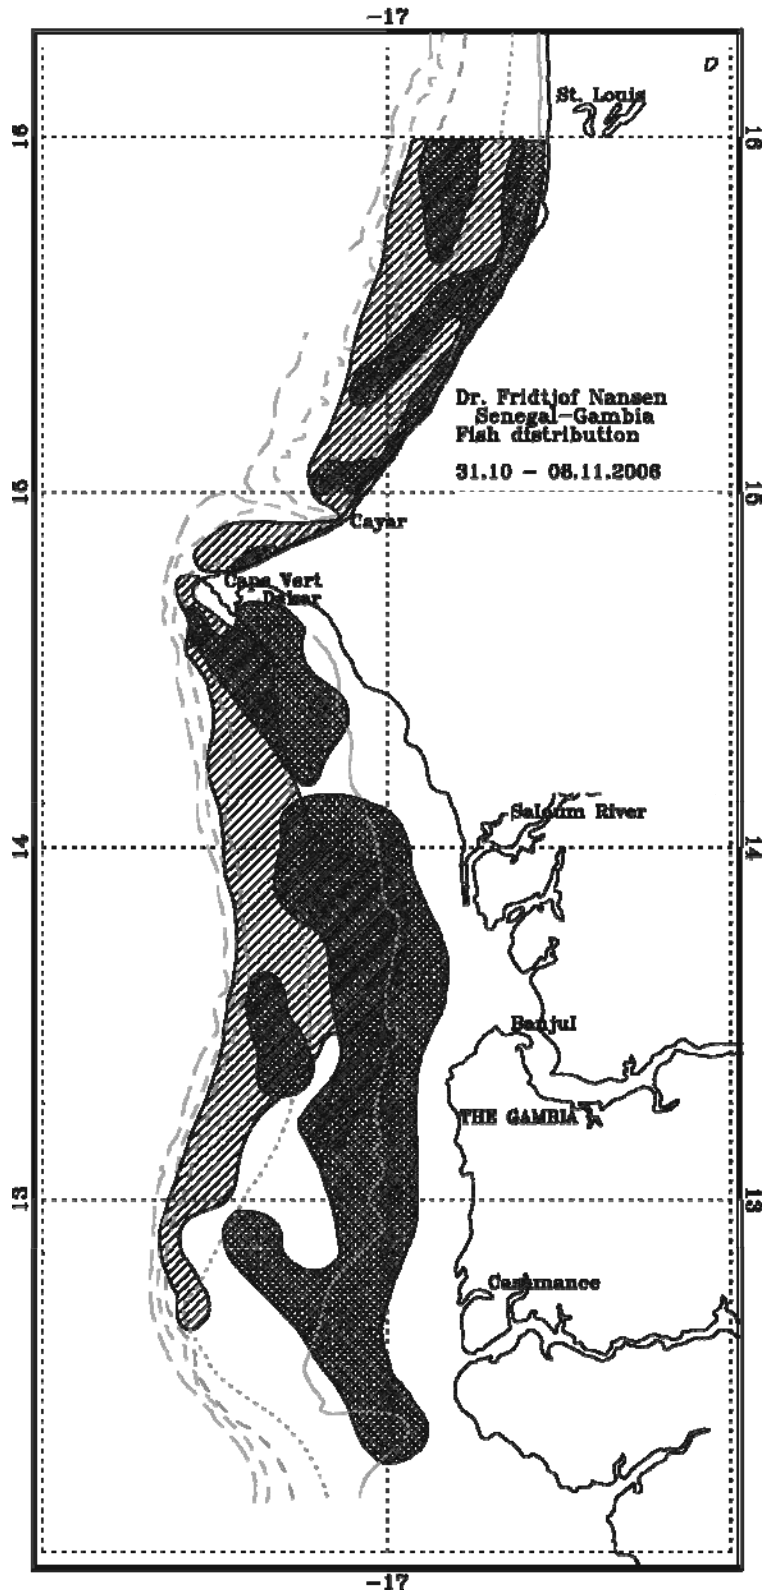 -17
D
St. Louis
16
16
Dr. Fridtjof Nansen
Senegal-Gambia
Fish distribution
31.10 - 08.11.2006
15
15
Cayar
Cape Vert
Dakar
Saloum River
14
14
Banjul
THE GAMBIA
13
13
Casamance
-17